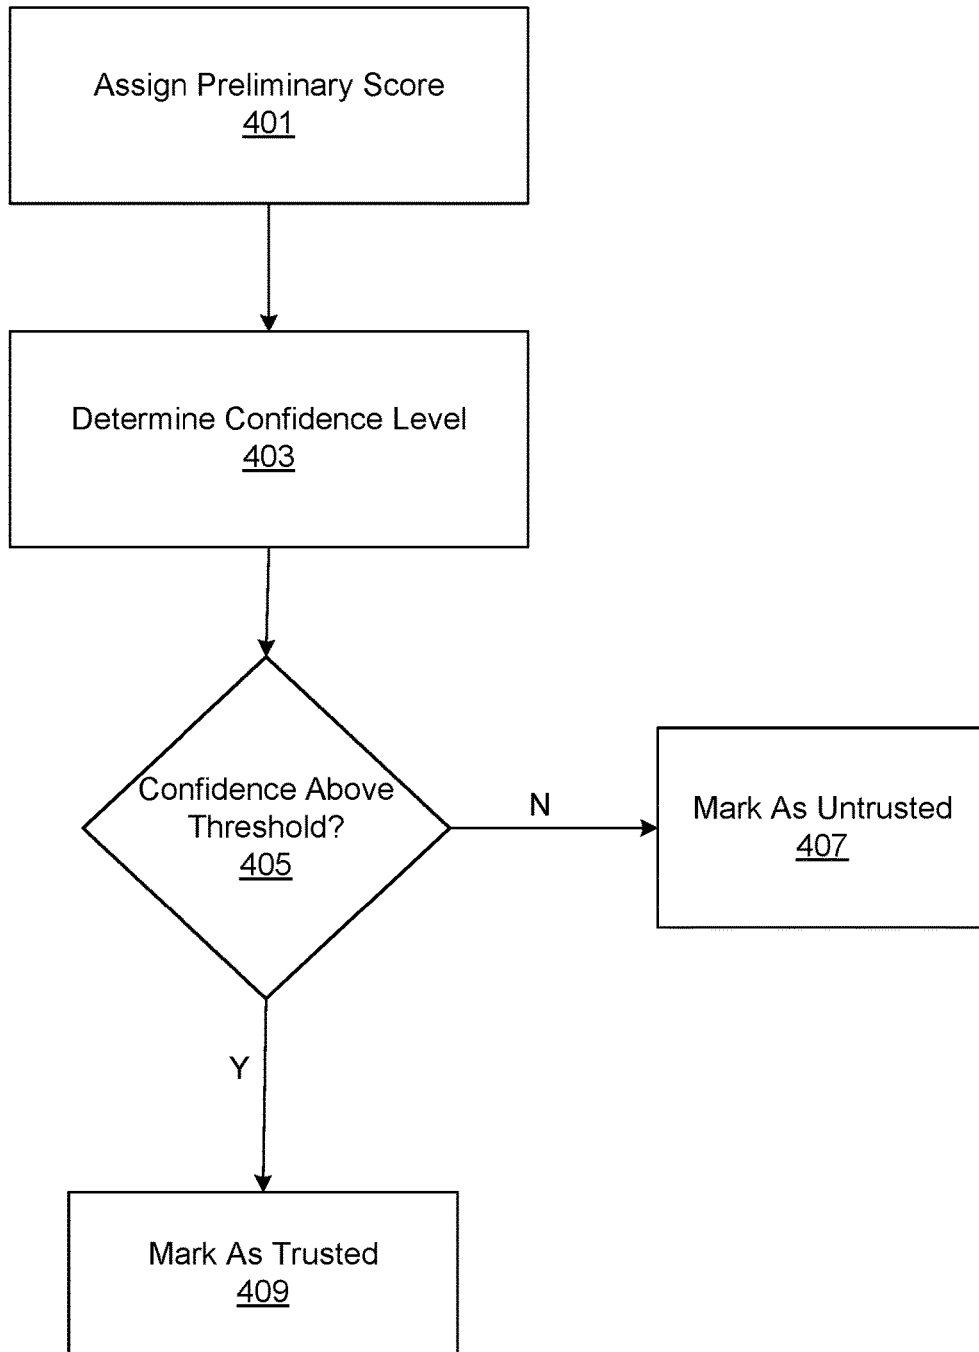 Assign Preliminary Score
401
Determine Confidence Level
403
Confidence Above
Threshold?
405
N
Mark As Untrusted
407
Y
Mark As Trusted
409